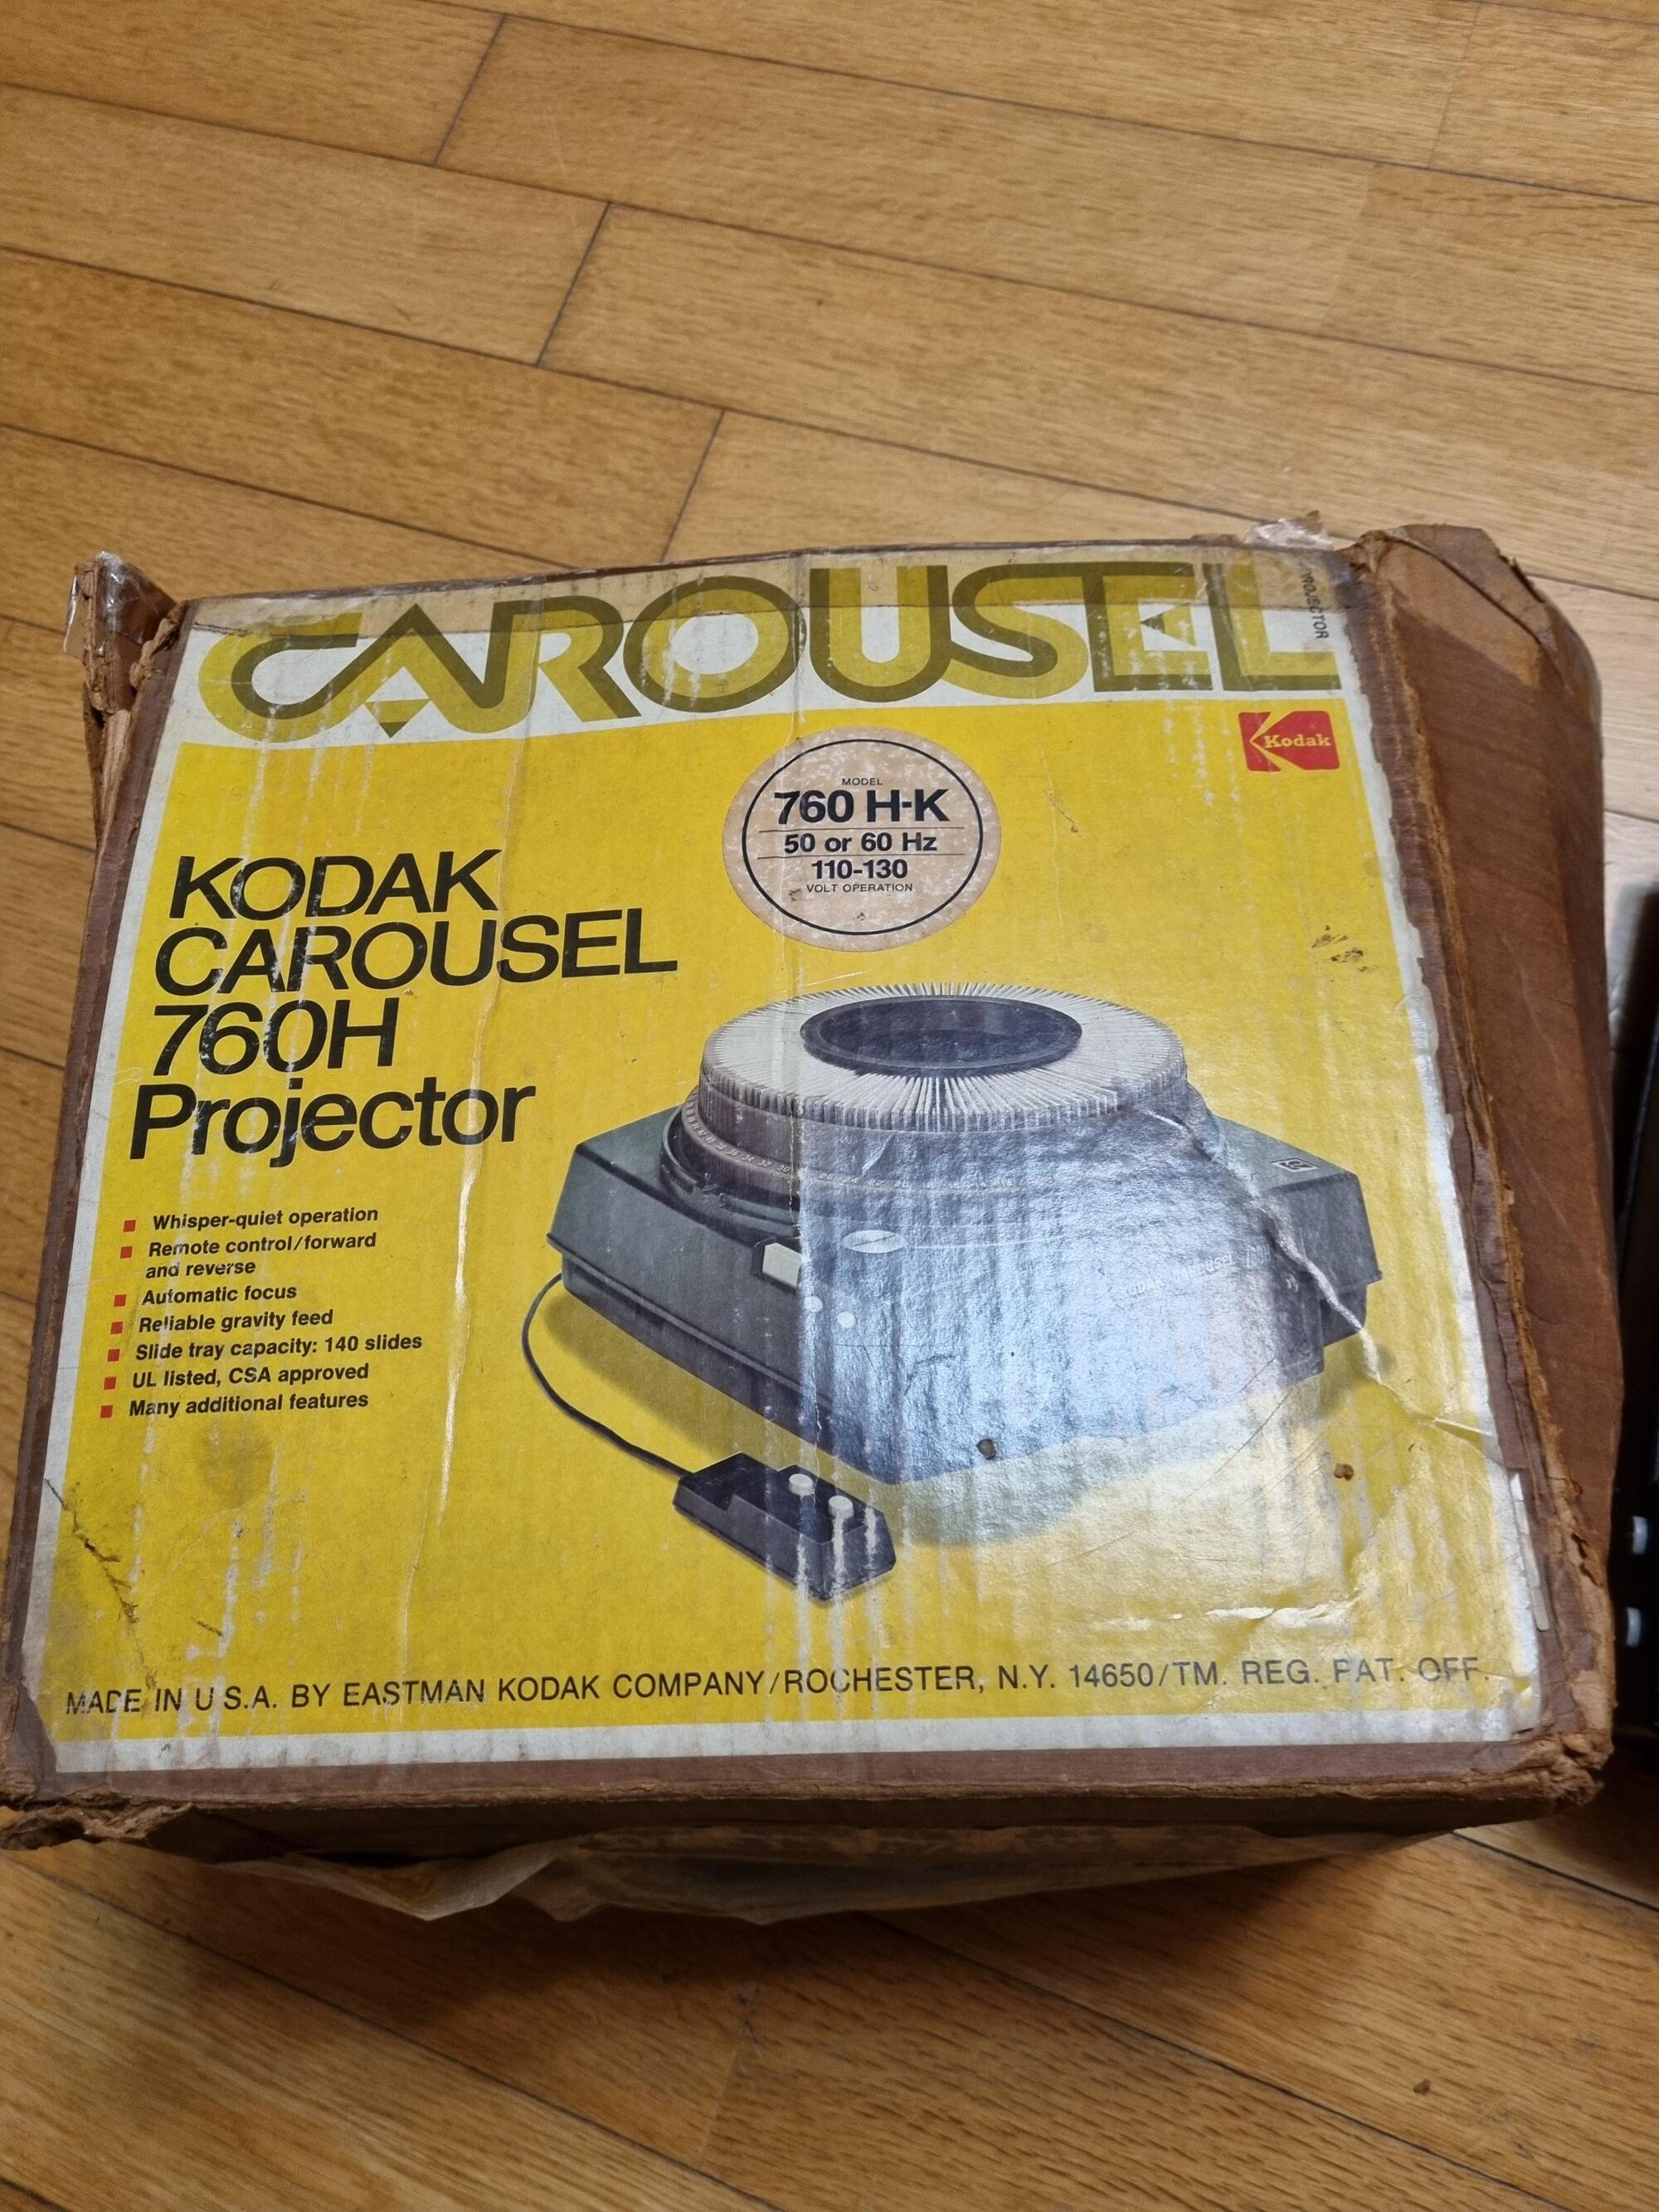 CAROUSEL
PROJECTOR
Kodak
MODEL
760 H-K
50 or 60 Hz
110-130
VOLT OPERATION
KODAK
CAROUSEL
760H
Projector
Whisper-quiet operation
Remote control/forward
and reverse
Automatic focus
Reliable gravity feed
Slide tray capacity: 140 slides
UL listed, CSA approved
Many additional features
MADE IN U.S.A. BY EASTMAN KODAK COMPANY/ROCHESTER, N.Y. 14650/TM. REG. PAT. OFF.